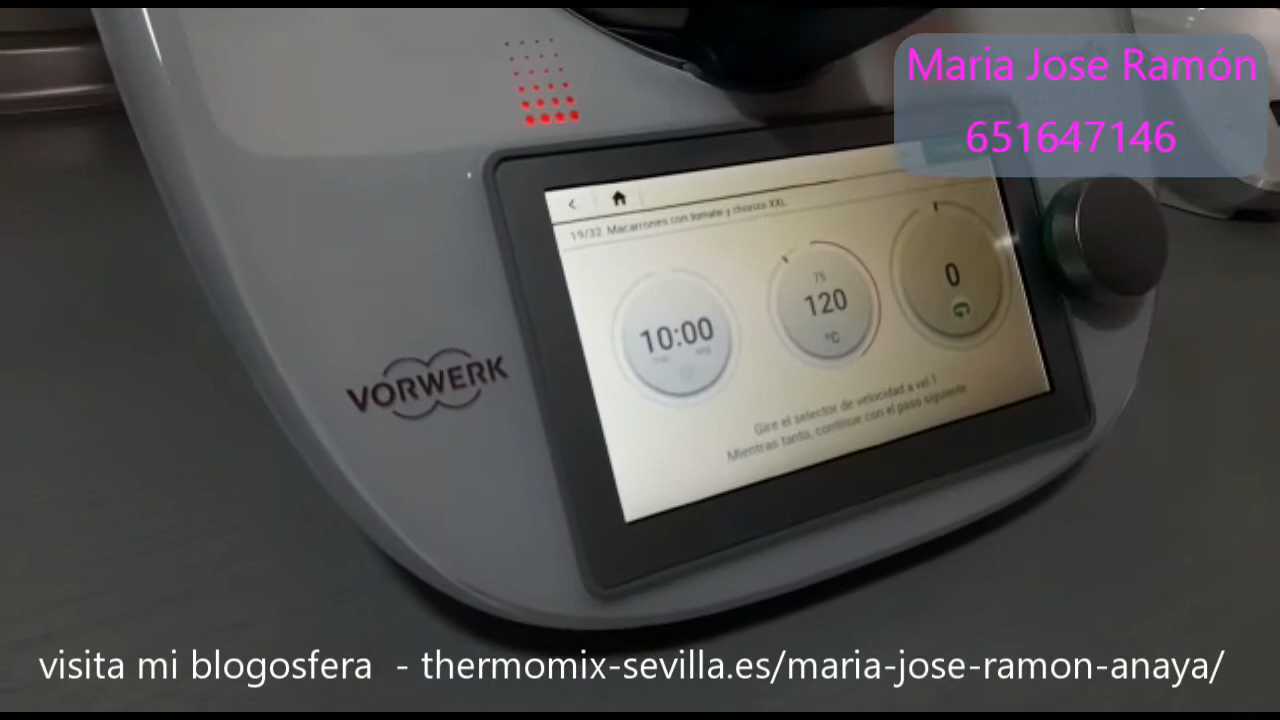 Maria Jose Ramón
651647146
19/32 Macarrones con tomate y chorizo XXL
10:00
min seg
75
120
°C
0
Gire el selector de velocidad a vel 1
Mientras tanto, continúe con el paso siguiente
VORWERK
visita mi blogosfera - thermomix-sevilla.es/maria-jose-ramon-anaya/